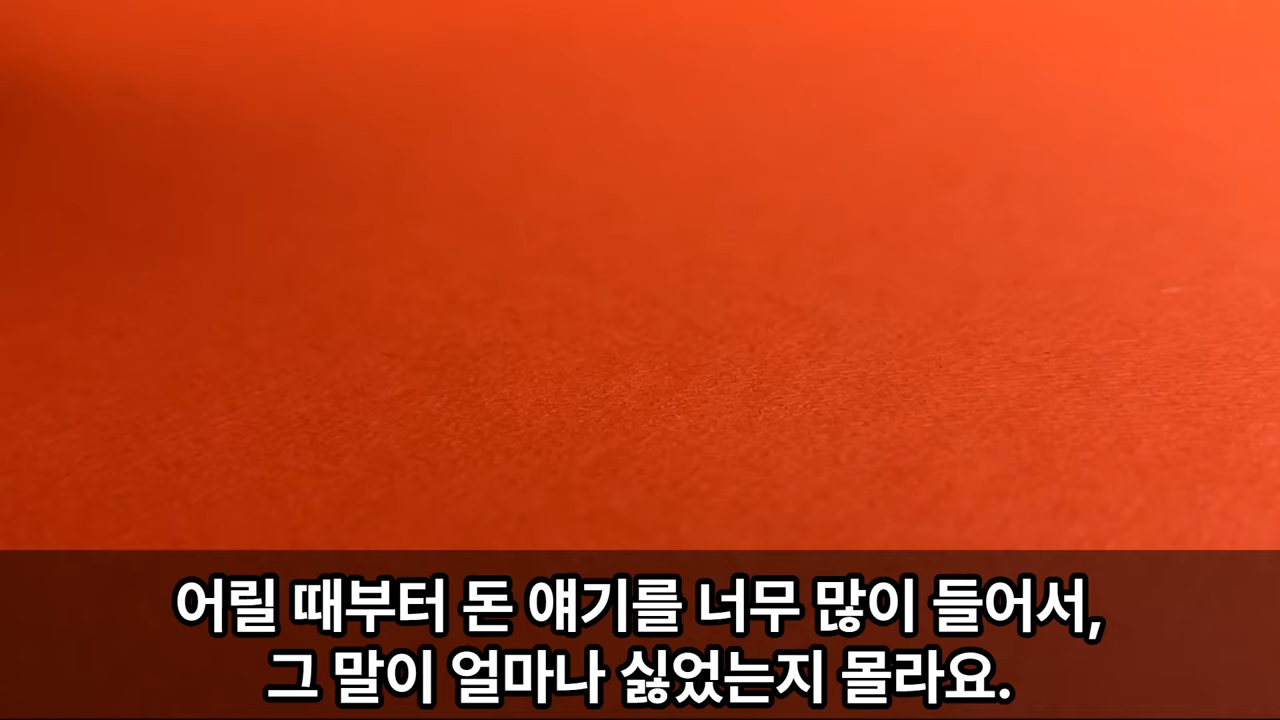 어릴 때부터 돈 얘기를 너무 많이 들어서,
그 말이 얼마나 싫었는지 몰라요.